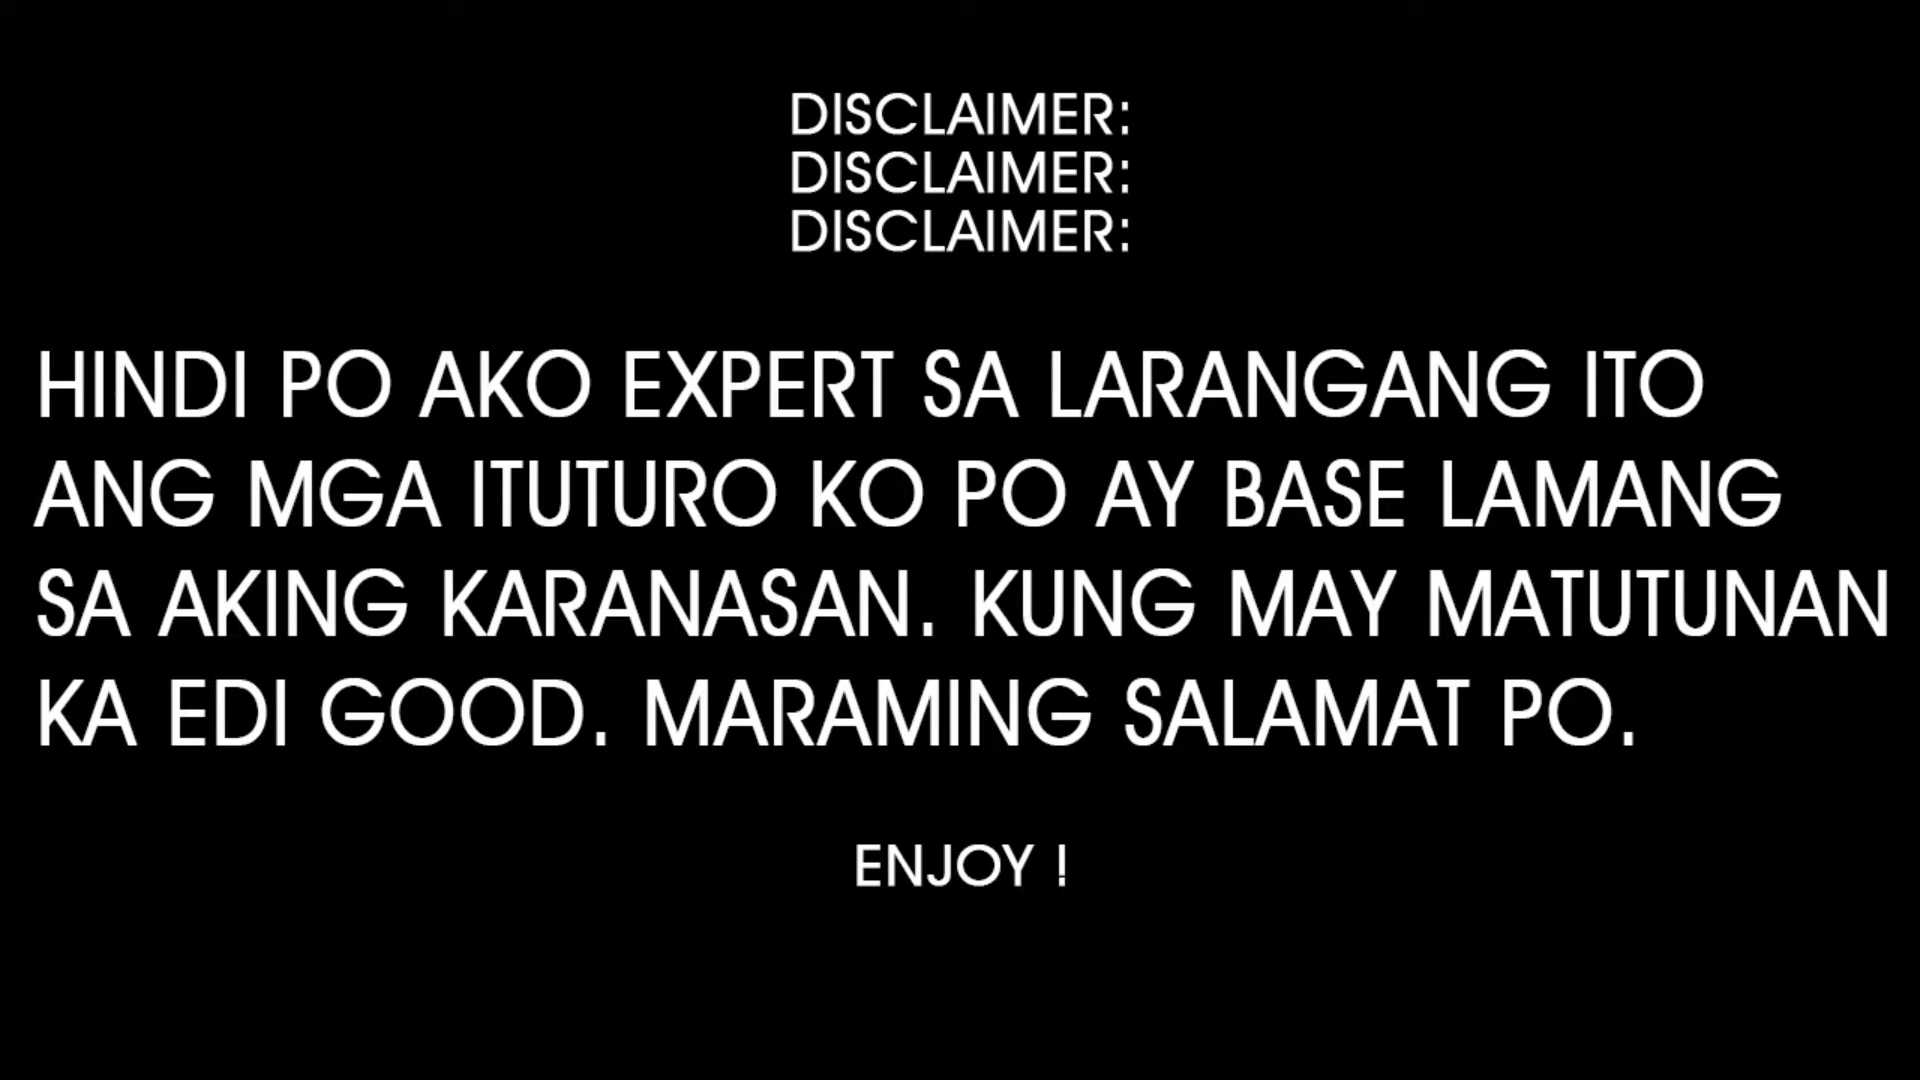 DISCLAIMER:
DISCLAIMER:
DISCLAIMER:
HINDI PO AKO EXPERT SA LARANGANG ITO
ANG MGA ITUTURO KO PO AY BASE LAMANG
SA AKING KARANASAN. KUNG MAY MATUTUNAN
KA EDI GOOD. MARAMING SALAMAT PO.
ENJOY !